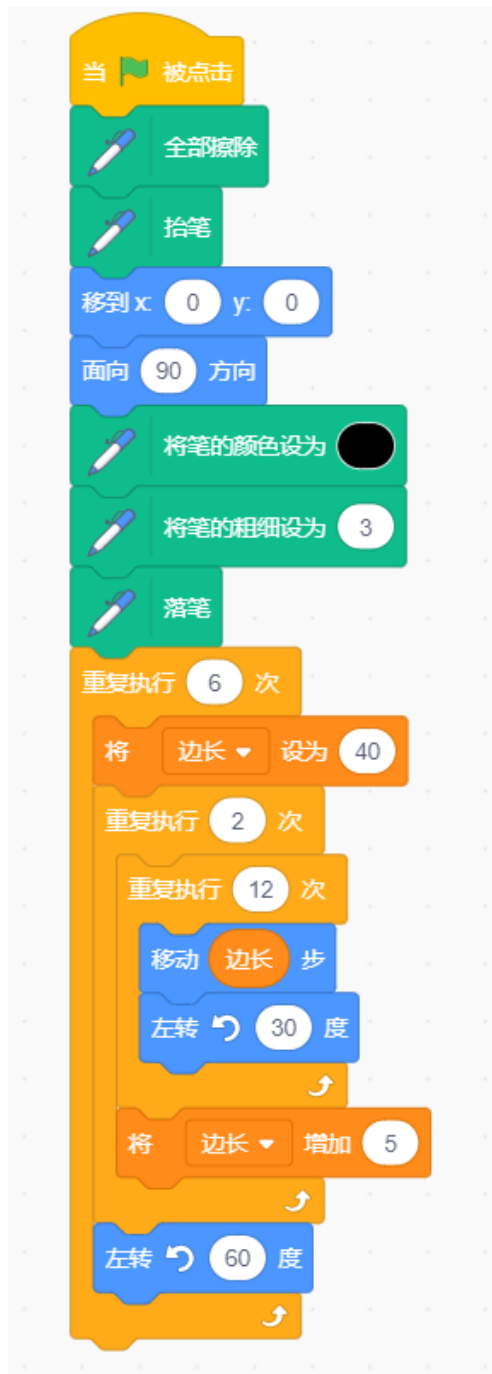 当 被点击
全部擦除
抬笔
移到 x: 0 y: 0
面向 90 方向
将笔的颜色设为
将笔的粗细设为 3
落笔
重复执行 6 次
将 边长 设为 40
重复执行 2 次
重复执行 12 次
移动 边长 步
左转 30 度
将 边长 增加 5
左转 60 度